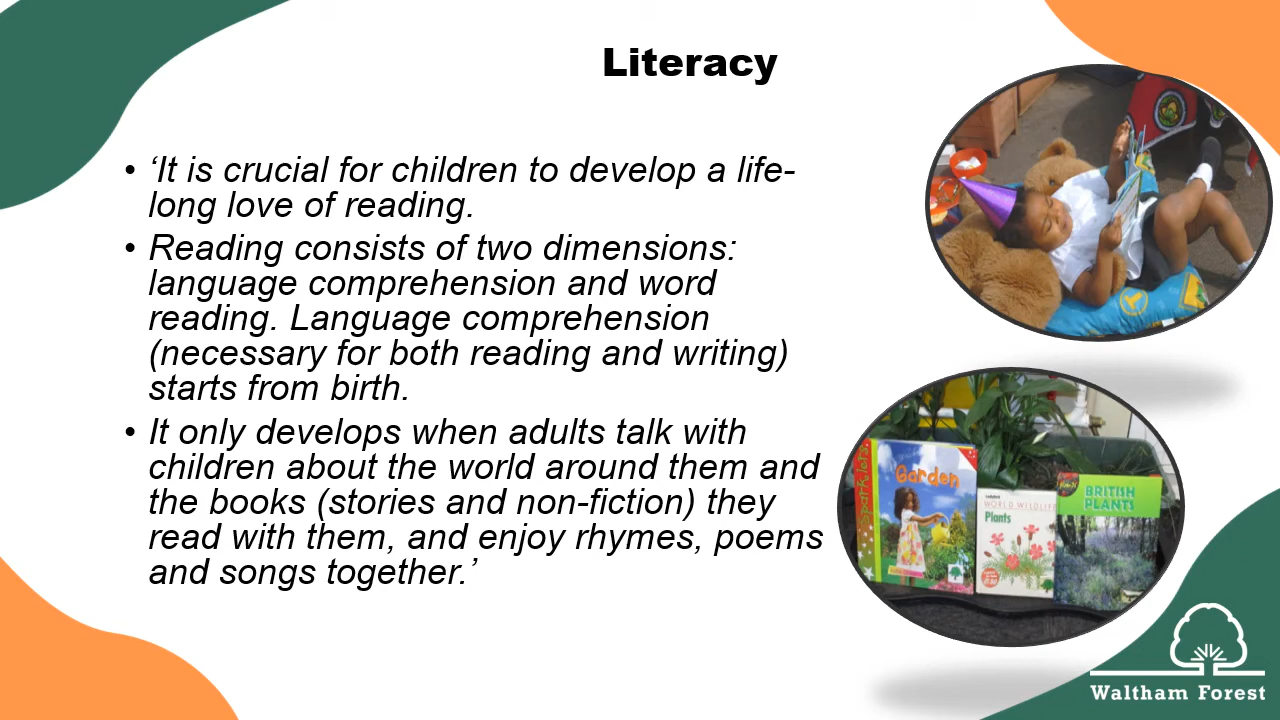 Literacy
• ‘It is crucial for children to develop a life-
long love of reading.
• Reading consists of two dimensions:
language comprehension and word
reading. Language comprehension
(necessary for both reading and writing)
starts from birth.
• It only develops when adults talk with
children about the world around them and
the books (stories and non-fiction) they
read with them, and enjoy rhymes, poems
and songs together.’
Garden
WORLD WILDLIFE
Plants
BRITISH
PLANTS
Waltham Forest